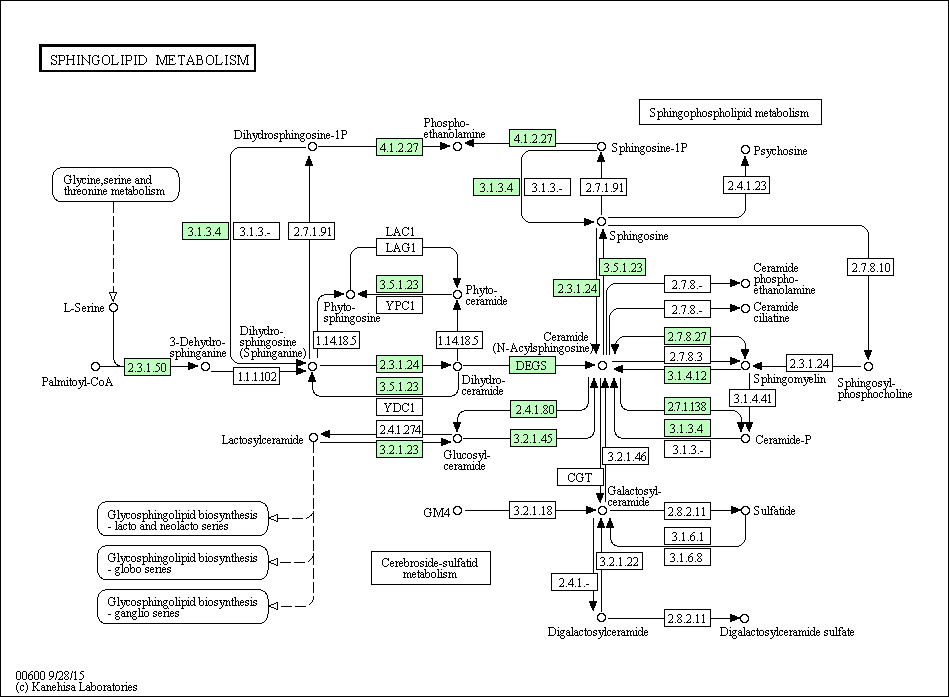 SPHINGOLIPID METABOLISM
Sphingophospholipid metabolism
Phospho-
ethanolamine
Dihydrosphingosine-1P
4.1.2.27
4.1.2.27
Sphingosine-1P
Psychosine
Glycine,serine and
threonine metabolism
3.1.3.4
3.1.3.-
2.7.1.91
2.4.1.23
3.1.3.4
3.1.3.-
2.7.1.91
LAC1
LAG1
Sphingosine
3.5.1.23
2.7.8.10
3.5.1.23
YPC1
Phyto-
sphingosine
Phyto-
ceramide
2.3.1.24
2.7.8.-
Ceramide
phospho-
ethanolamine
2.7.8.-
Ceramide
ciliatine
L-Serine
3-Dehydro-
sphinganine
Dihydro-
sphingosine
(Sphinganine)
1.14.18.5
1.14.18.5
Ceramide
(N-Acylsphingosine)
2.7.8.27
2.7.8.3
3.1.4.12
Palmitoyl-CoA
2.3.1.50
1.1.1.102
2.3.1.24
3.5.1.23
YDC1
Dihydro-
ceramide
DEGS
Sphingomyelin
2.3.1.24
Sphingosyl-
phosphocholine
3.1.4.41
2.4.1.80
2.7.1.138
3.1.3.4
3.1.3.-
Ceramide-P
Lactosylceramide
2.4.1.274
3.2.1.23
Glucosyl-
ceramide
3.2.1.45
3.2.1.46
CGT
Galactosyl-
ceramide
Glycosphingolipid biosynthesis
- lacto and neolacto series
GM4
3.2.1.18
2.8.2.11
Sulfatide
3.1.6.1
3.1.6.8
Glycosphingolipid biosynthesis
- globo series
Cerebroside-sulfatid
metabolism
3.2.1.22
2.4.1.-
Glycosphingolipid biosynthesis
- ganglio series
2.8.2.11
Digalactosylceramide
Digalactosylceramide sulfate
00600 9/28/15
(c) Kanehisa Laboratories